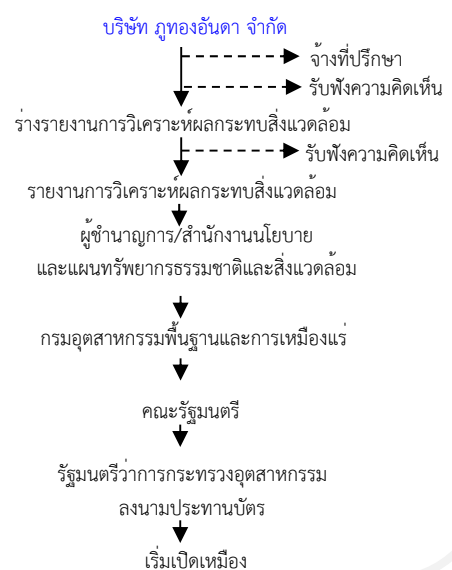 บริษัท ภูทองอันดา จำกัด
จ้างที่ปรึกษา
รับฟังความคิดเห็น
ร่างรายงานการวิเคราะห์ผลกระทบสิ่งแวดล้อม
รับฟังความคิดเห็น
รายงานการวิเคราะห์ผลกระทบสิ่งแวดล้อม
ผู้ชำนาญการ/สำนักงานนโยบาย
และแผนทรัพยากรธรรมชาติและสิ่งแวดล้อม
กรมอุตสาหกรรมพื้นฐานและการเหมืองแร่
คณะรัฐมนตรี
รัฐมนตรีว่าการกระทรวงอุตสาหกรรม
ลงนามประทานบัตร
เริ่มเปิดเหมือง